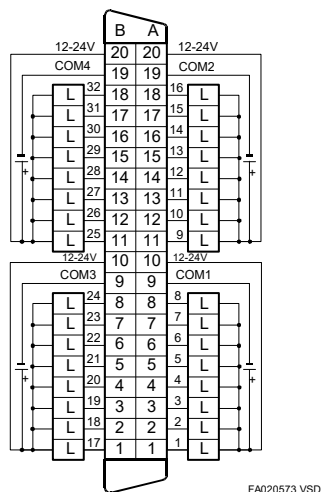 B A
12-24V 20 20 12-24V
COM4 19 19 COM2
L 32 18 18 16 L
L 31 17 17 15 L
L 30 16 16 14 L
L 29 15 15 13 L
L 28 14 14 12 L
L 27 13 13 11 L
L 26 12 12 10 L
L 25 11 11 9 L
12-24V 10 10 12-24V
COM3 9 9 COM1
L 24 8 8 8 L
L 23 7 7 7 L
L 22 6 6 6 L
L 21 5 5 5 L
L 20 4 4 4 L
L 19 3 3 3 L
L 18 2 2 2 L
L 17 1 1 1 L
+ +
+ +
EA020573.VSD